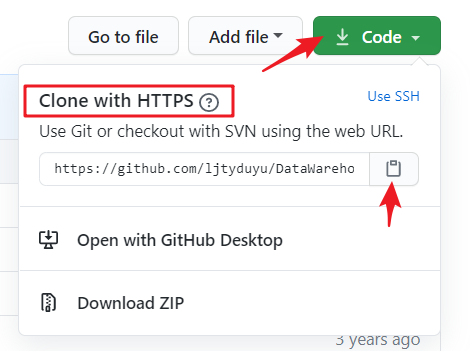 Go to file
Add file
Code
Clone with HTTPS ?
Use SSH
Use Git or checkout with SVN using the web URL.
https://github.com/ljtyduyu/DataWareho
Open with GitHub Desktop
Download ZIP
3 years ago